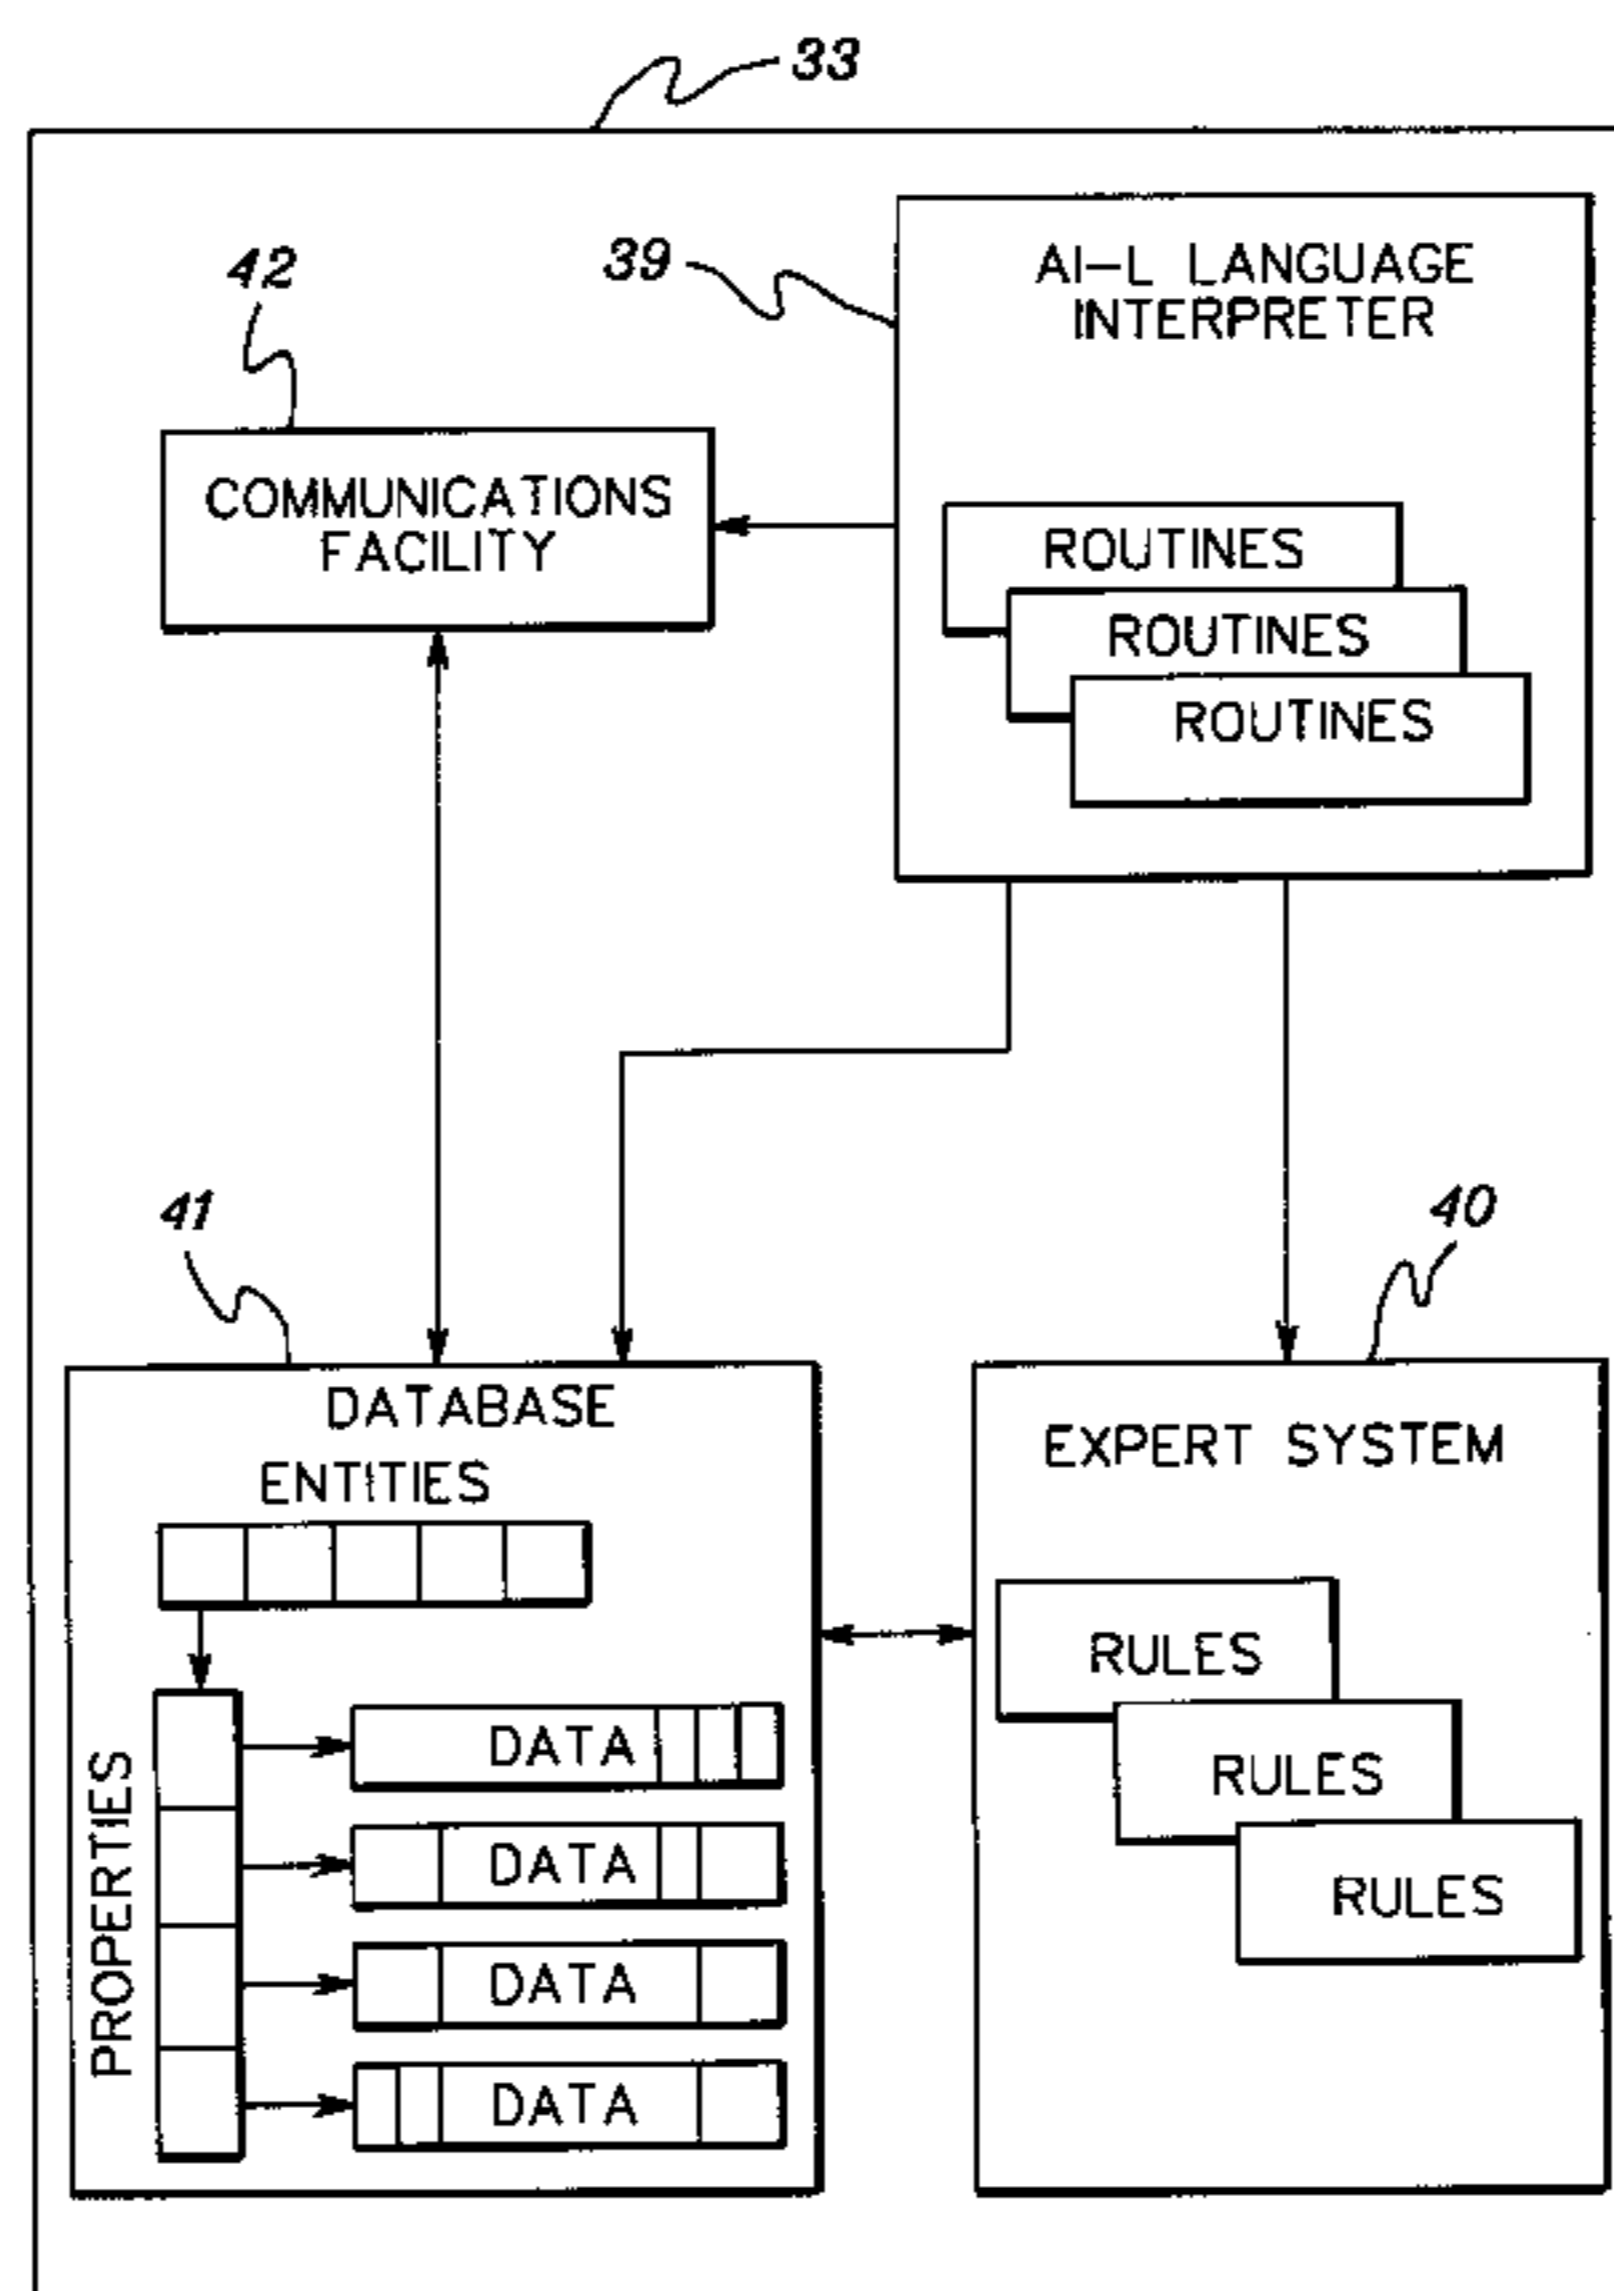 33
42
39
AI-L LANGUAGE
INTERPRETER
COMMUNICATIONS
FACILITY
ROUTINES
ROUTINES
ROUTINES
41
40
DATABASE
ENTITIES
PROPERTIES
DATA
DATA
DATA
DATA
EXPERT SYSTEM
RULES
RULES
RULES